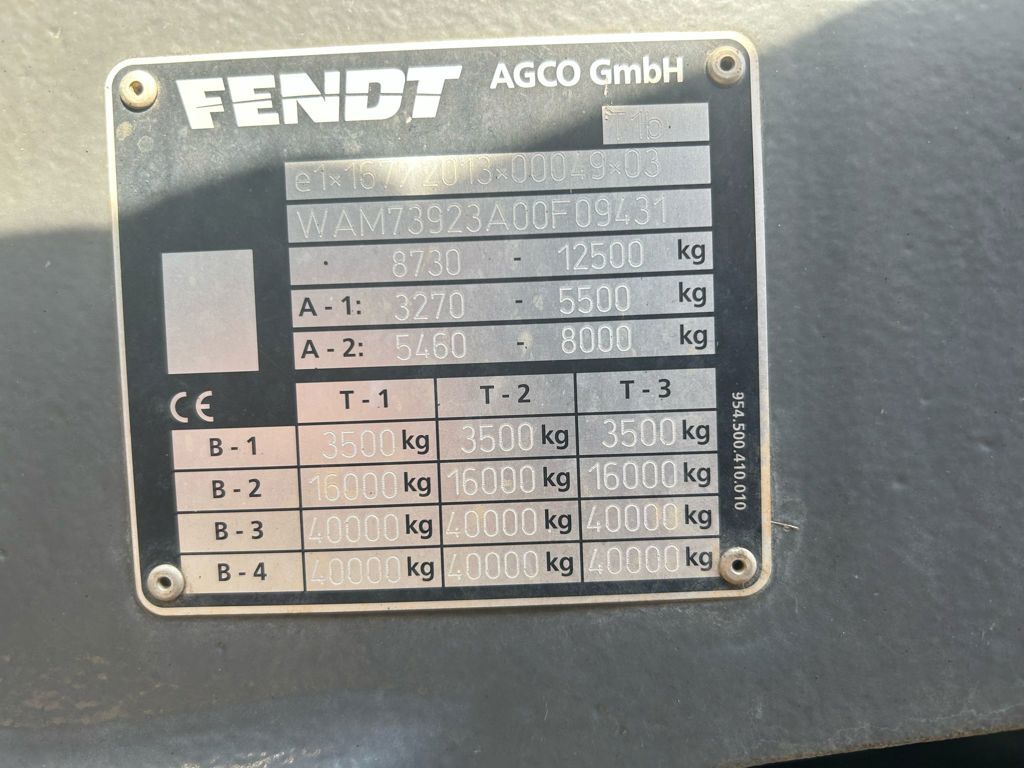 FENDT AGCO GmbH
T1b
e1*167/2013*00049*03
WAM73923A00F09431
8730 - 12500 kg
A - 1: 3270 - 5500 kg
A - 2: 5460 - 8000 kg
CE T - 1 T - 2 T - 3
B - 1 3500 kg 3500 kg 3500 kg
B - 2 16000 kg 16000 kg 16000 kg
B - 3 40000 kg 40000 kg 40000 kg
B - 4 40000 kg 40000 kg 40000 kg
954.500.410.010